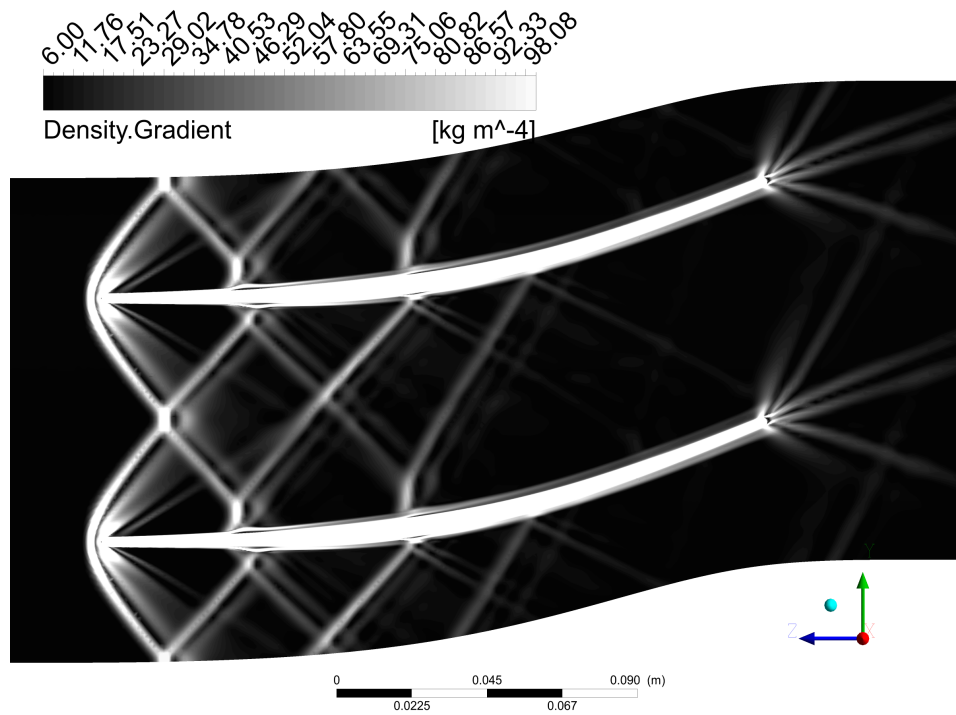 6.00 11.76 17.51 23.27 29.02 34.78 40.53 46.29 52.04 57.80 63.55 69.31 75.06 80.82 86.57 92.33 98.08
Density.Gradient [kg m^-4]
Y
Z X
0 0.045 0.090 (m)
0.0225 0.067